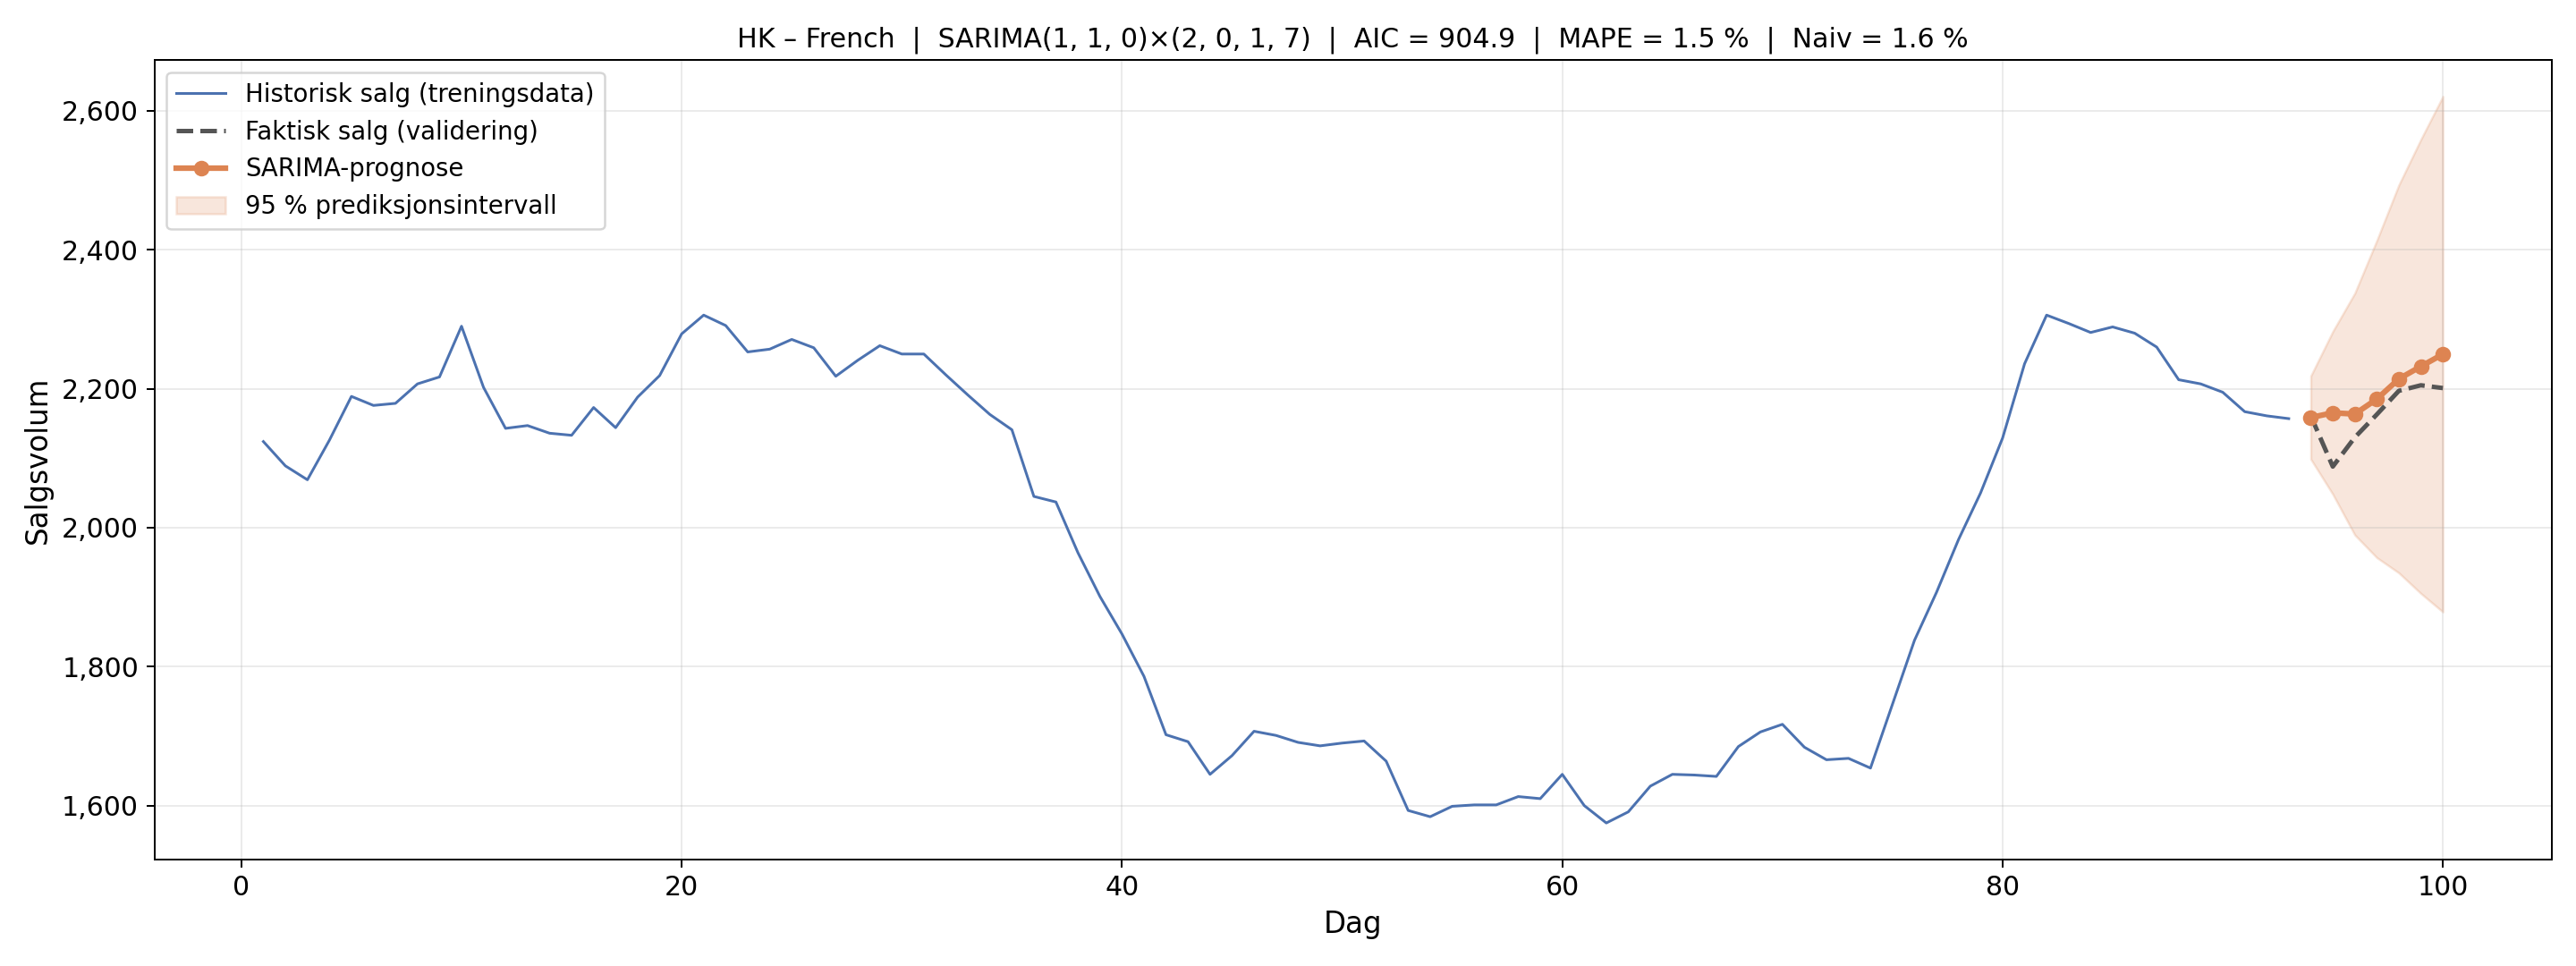 HK – French | SARIMA(1, 1, 0)×(2, 0, 1, 7) | AIC = 904.9 | MAPE = 1.5 % | Naiv = 1.6 %
Historisk salg (treningsdata)
Faktisk salg (validering)
SARIMA-prognose
95 % prediksjonsintervall
Salgsvolum
2,600
2,400
2,200
2,000
1,800
1,600
0 20 40 60 80 100
Dag